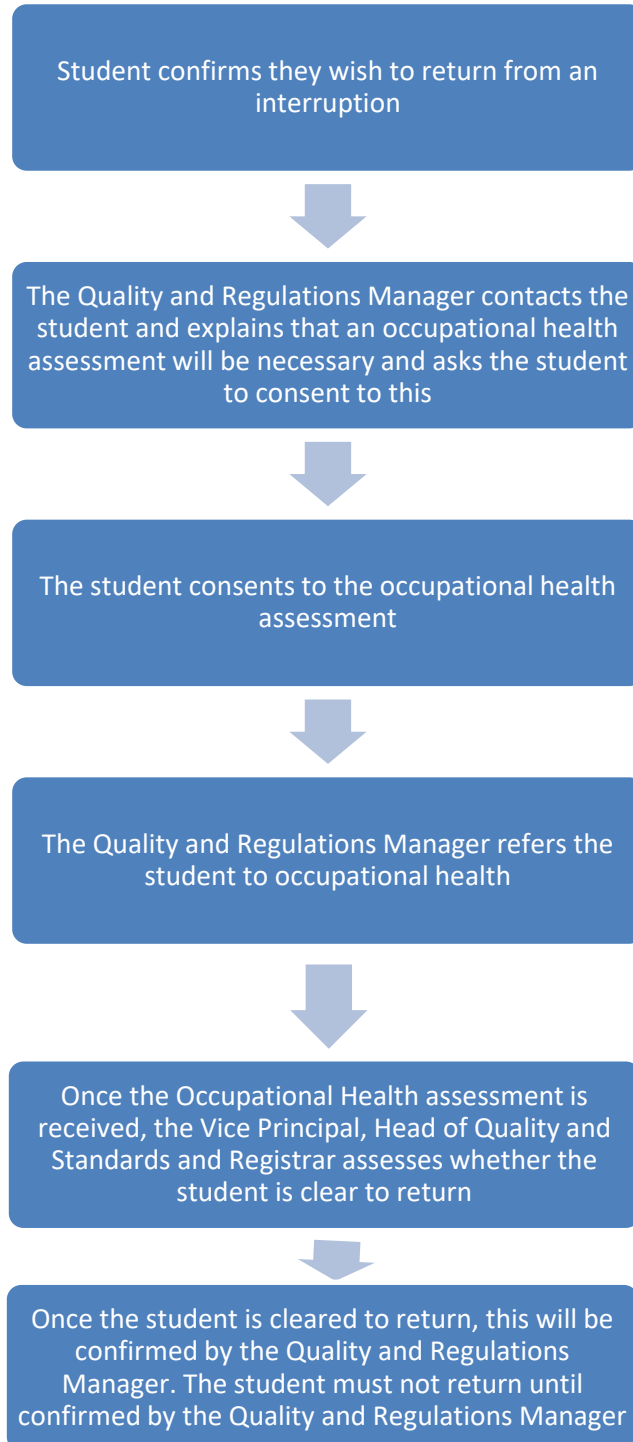 Student confirms they wish to return from an
interruption
The Quality and Regulations Manager contacts the
student and explains that an occupational health
assessment will be necessary and asks the student
to consent to this
The student consents to the occupational health
assessment
The Quality and Regulations Manager refers the
student to occupational health
Once the Occupational Health assessment is
received, the Vice Principal, Head of Quality and
Standards and Registrar assesses whether the
student is clear to return
Once the student is cleared to return, this will be
confirmed by the Quality and Regulations
Manager. The student must not return until
confirmed by the Quality and Regulations Manager